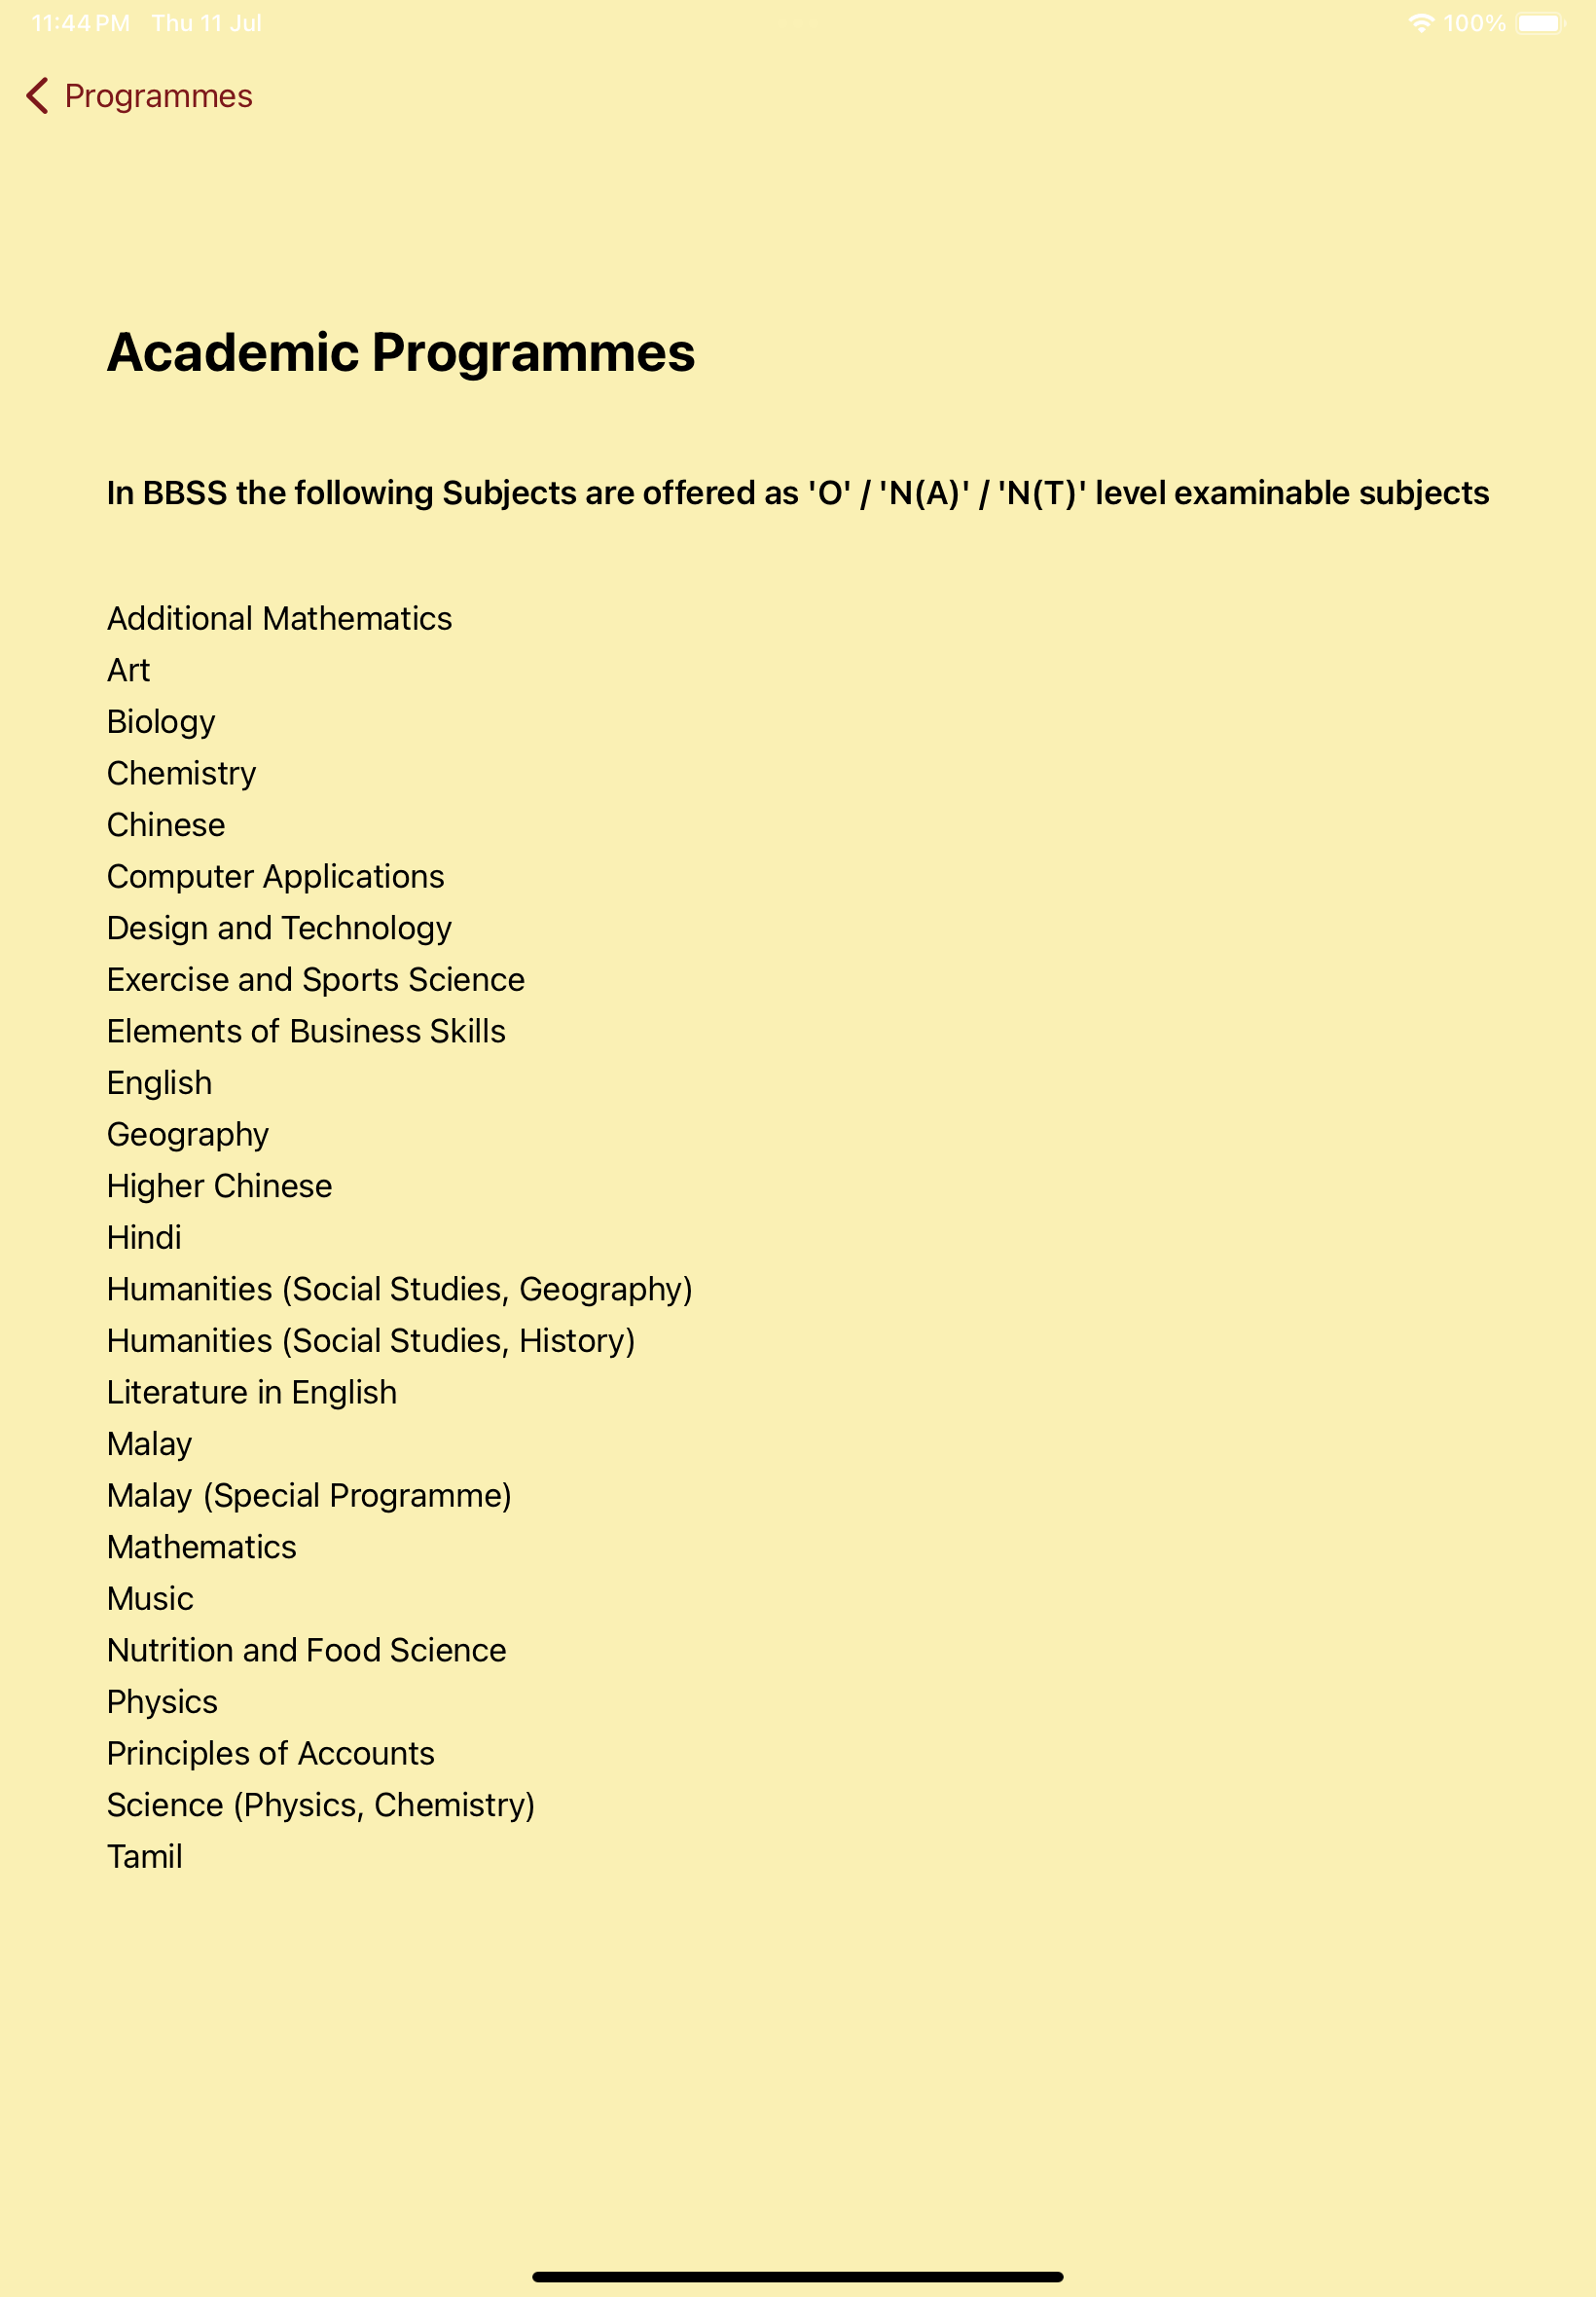 11:44 PM Thu 11 Jul 100%
Programmes
Academic Programmes
In BBSS the following Subjects are offered as 'O' / 'N(A)' / 'N(T)' level examinable subjects
Additional Mathematics
Art
Biology
Chemistry
Chinese
Computer Applications
Design and Technology
Exercise and Sports Science
Elements of Business Skills
English
Geography
Higher Chinese
Hindi
Humanities (Social Studies, Geography)
Humanities (Social Studies, History)
Literature in English
Malay
Malay (Special Programme)
Mathematics
Music
Nutrition and Food Science
Physics
Principles of Accounts
Science (Physics, Chemistry)
Tamil